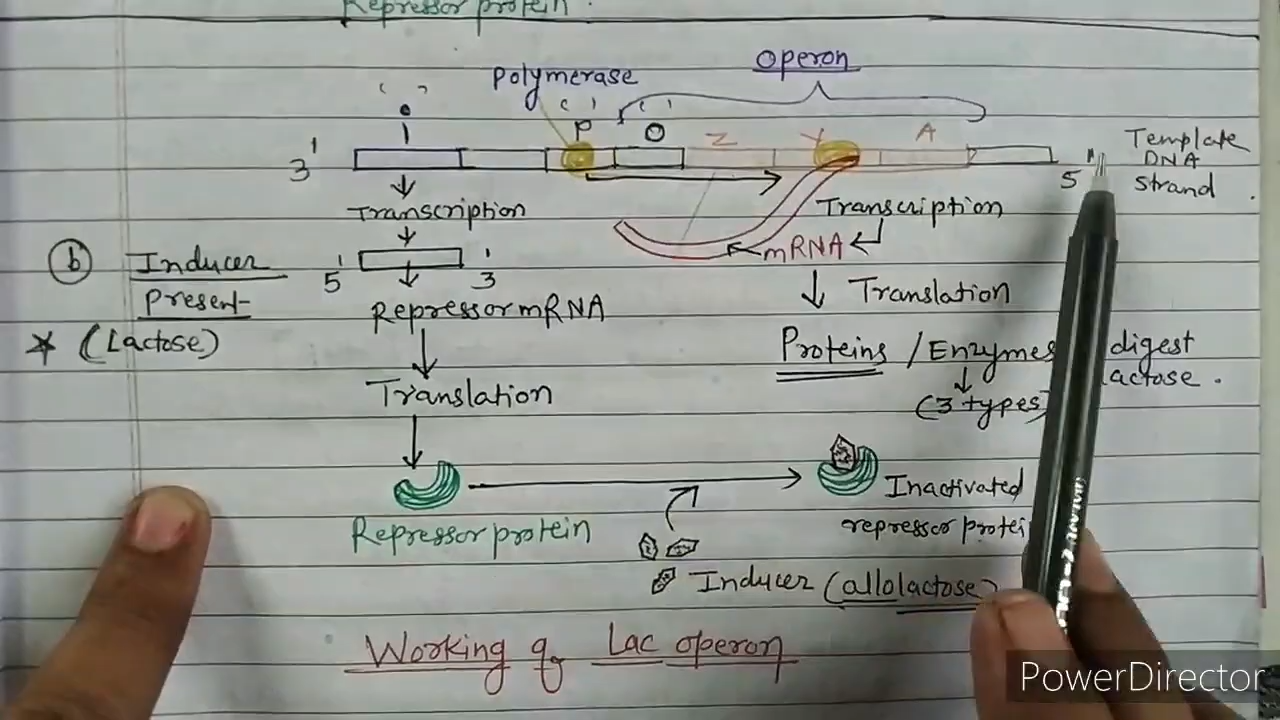 Repressor protein.
Operon
Polymerase
i P O Z Y A
3' 5'
Template
DNA
strand
Transcription
Transcription
mRNA
(b) Inducer
present
(Lactose)
5' 3'
Repressor mRNA
Translation
Translation
Proteins / Enzymes digest
lactose.
(3 types)
Repressor protein
Inactivated
repressor protein
Inducer (allolactose)
Working of Lac operon
PowerDirector